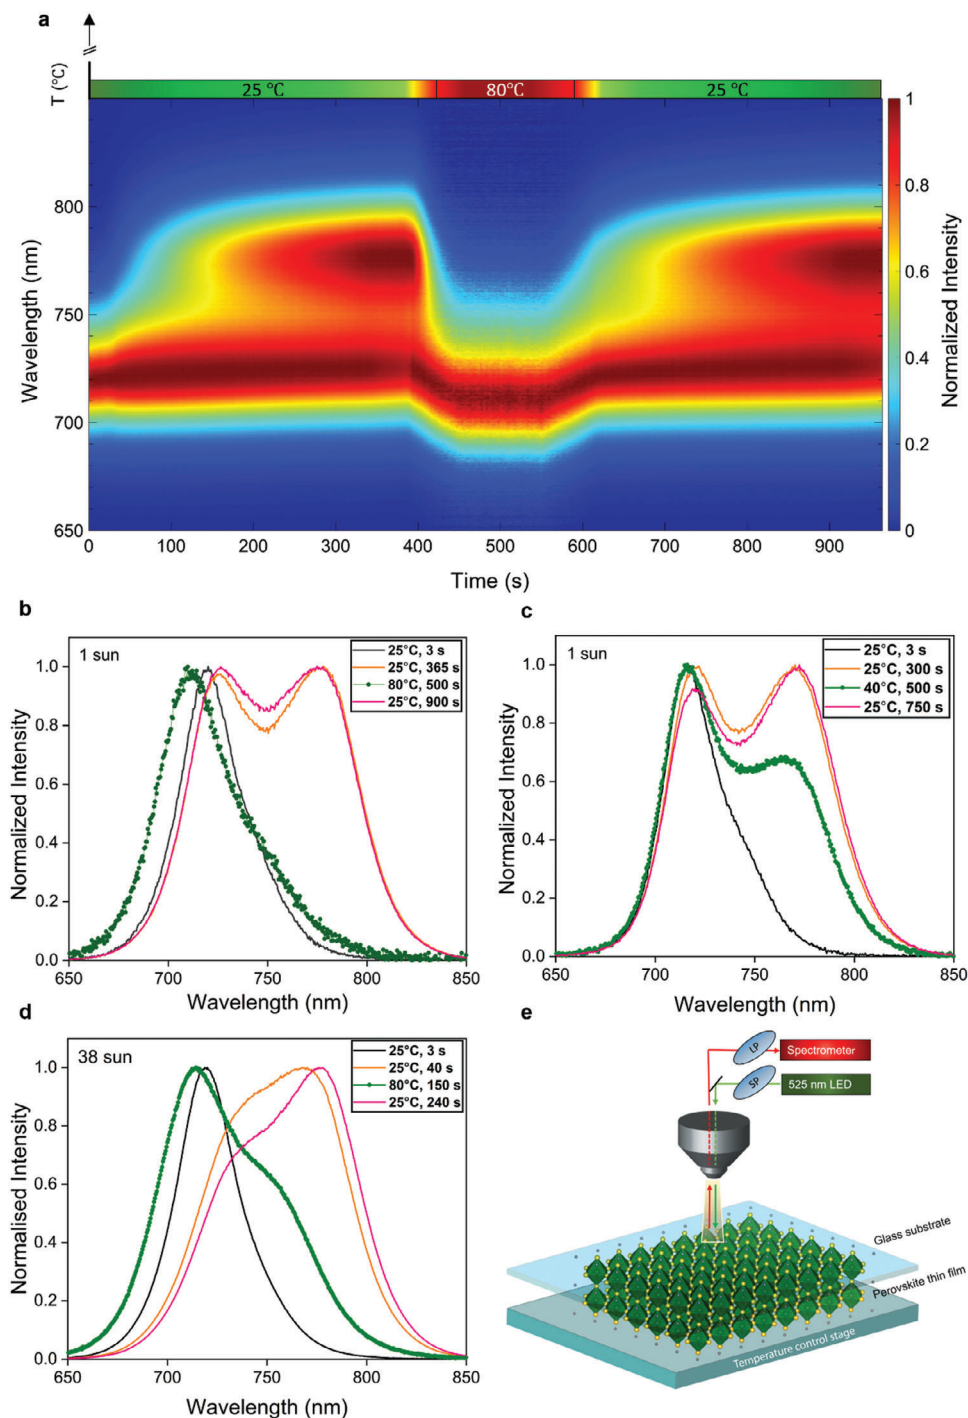 a
T (°C)
25 °C 80°C 25 °C
Wavelength (nm)
800
750
700
650
0 100 200 300 400 500 600 700 800 900
Time (s)
1
0.8
0.6
0.4
0.2
0
Normalized Intensity
b
1 sun
25°C, 3 s
25°C, 365 s
80°C, 500 s
25°C, 900 s
Normalized Intensity
1.0
0.8
0.6
0.4
0.2
0.0
650 700 750 800 850
Wavelength (nm)
c
1 sun
25°C, 3 s
25°C, 300 s
40°C, 500 s
25°C, 750 s
Normalized Intensity
1.0
0.8
0.6
0.4
0.2
0.0
650 700 750 800 850
Wavelength (nm)
d
38 sun
25°C, 3 s
25°C, 40 s
80°C, 150 s
25°C, 240 s
Normalised Intensity
1.0
0.8
0.6
0.4
0.2
0.0
650 700 750 800 850
Wavelength (nm)
e
LP
Spectrometer
SP
525 nm LED
Glass substrate
Perovskite thin film
Temperature control stage